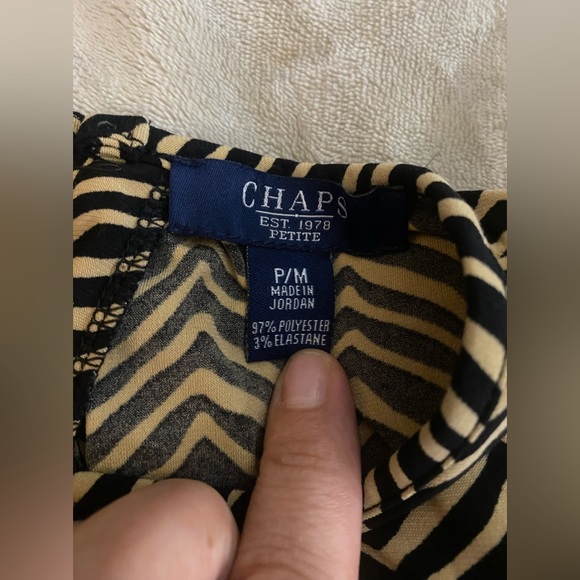 CHAPS
EST. 1978
PETITE
P/M
MADE IN
JORDAN
97% POLYESTER
3% ELASTANE